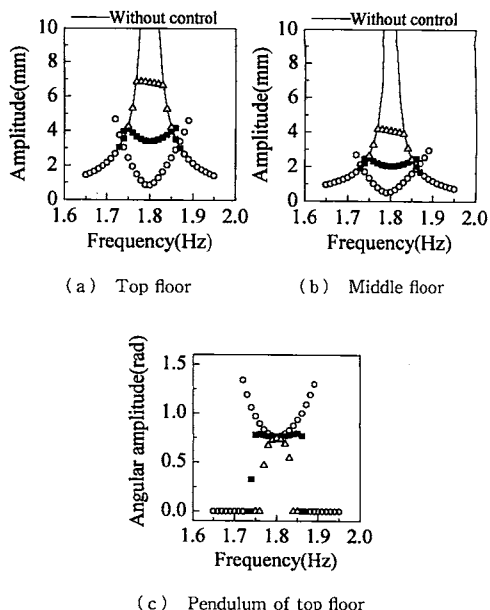 Without control Without control
Amplitude(mm)
10
8
6
4
2
0
1.6 1.7 1.8 1.9 2.0
Frequency(Hz)
(a) Top floor
Amplitude(mm)
10
8
6
4
2
0
1.6 1.7 1.8 1.9 2.0
Frequency(Hz)
(b) Middle floor
Angular amplitude(rad)
1.5
1.0
0.5
0.0
1.6 1.7 1.8 1.9 2.0
Frequency(Hz)
(c) Pendulum of top floor